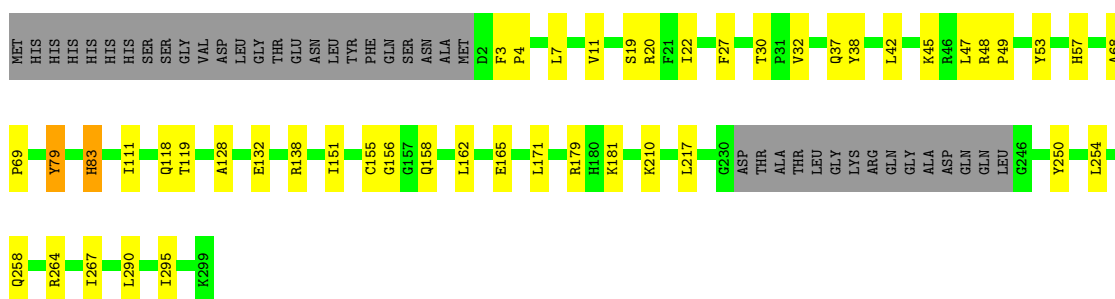 MET HIS HIS HIS HIS HIS HIS SER SER GLY VAL ASP LEU GLY THR GLU ASN LEU TYR PHE GLN SER ASN ALA MET D2 F3 P4 L7 V11 S19 R20 F21 I22 F27 T30 P31 V32 Q37 Y38 L42 K45 R46 L47 R48 P49 Y53 H57 A68
P69 Y79 H83 I111 Q118 T119 A128 E132 R138 I151 C155 G156 G157 Q158 L162 E165 L171 R179 H180 K181 K210 L217 G230 ASP THR ALA THR LEU GLY LYS ARG GLN GLY ALA ASP GLN GLN LEU G246 Y250 L254
Q258 R264 I267 L290 I295 K299